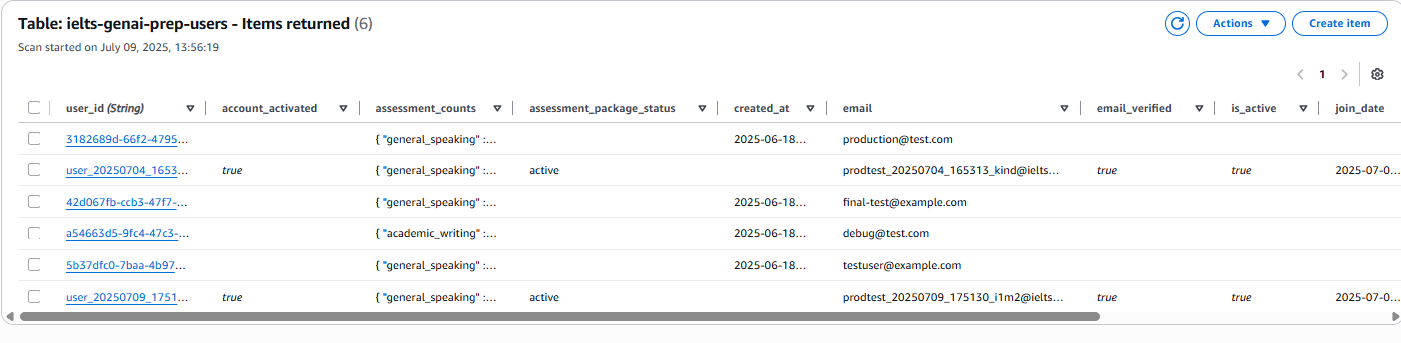 Table: ielts-genai-prep-users - Items returned (6)
Actions Create item
Scan started on July 09, 2025, 13:56:19
1
user_id (String) account_activated assessment_counts assessment_package_status created_at email email_verified is_active join_date
3182689d-66f2-4795... { "general_speaking" :... 2025-06-18... production@test.com
user_20250704_1653... true { "general_speaking" :... active prodtest_20250704_165313_kind@ielts... true true 2025-07-0...
42d067fb-ccb3-47f7-... { "general_speaking" :... 2025-06-18... final-test@example.com
a54663d5-9fc4-47c3-... { "academic_writing" :... 2025-06-18... debug@test.com
5b37dfc0-7baa-4b97... { "general_speaking" :... 2025-06-18... testuser@example.com
user_20250709_1751... true { "general_speaking" :... active prodtest_20250709_175130_i1m2@ielts... true true 2025-07-0...